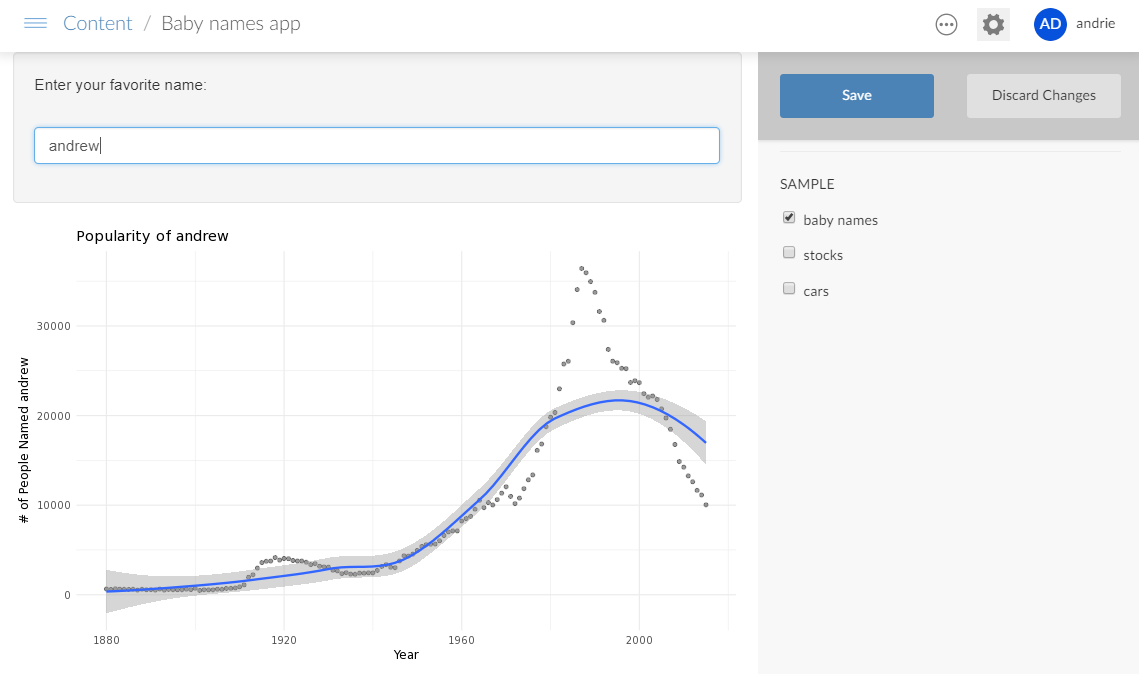 Content / Baby names app
AD andrie
Enter your favorite name:
andrew
Popularity of andrew
# of People Named andrew
30000
20000
10000
0
1880 1920 1960 2000
Year
Save Discard Changes
SAMPLE
baby names
stocks
cars